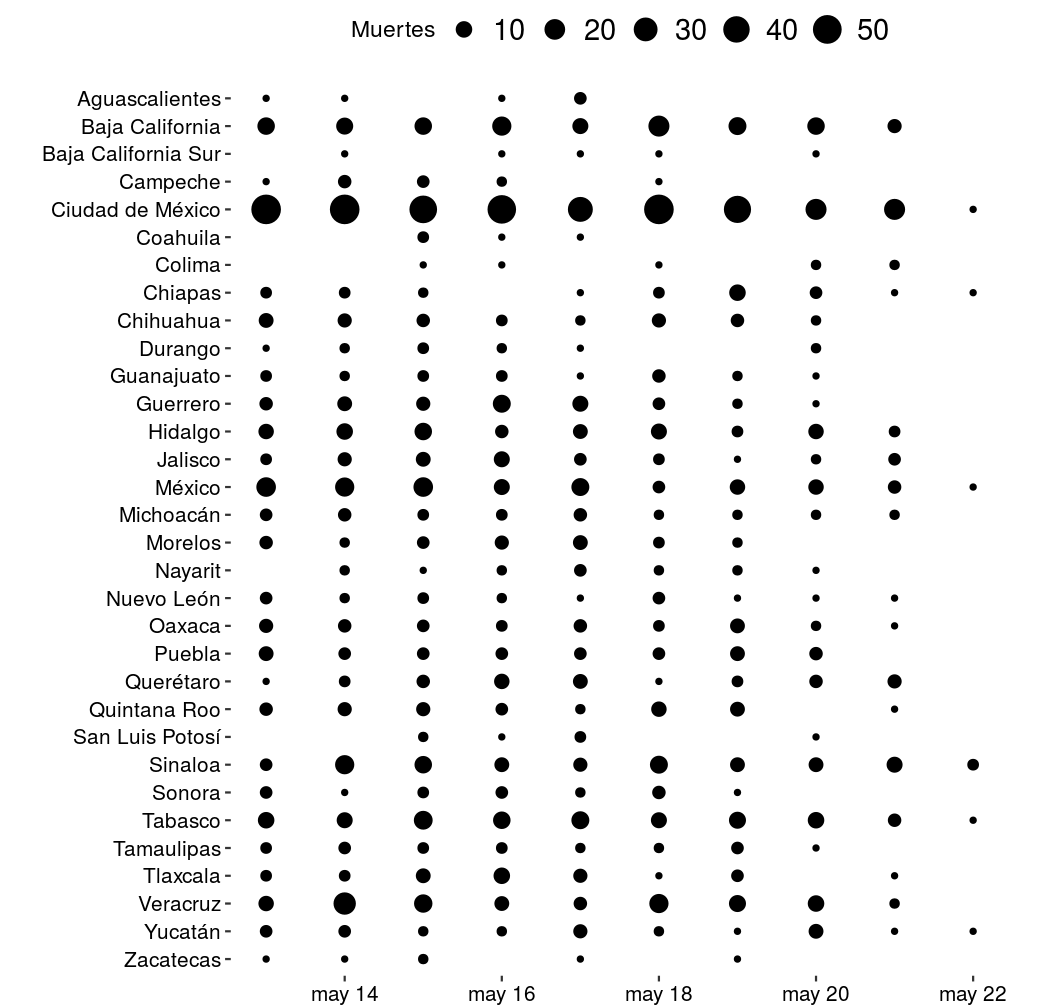 Muertes 10 20 30 40 50
Aguascalientes
Baja California
Baja California Sur
Campeche
Ciudad de México
Coahuila
Colima
Chiapas
Chihuahua
Durango
Guanajuato
Guerrero
Hidalgo
Jalisco
México
Michoacán
Morelos
Nayarit
Nuevo León
Oaxaca
Puebla
Querétaro
Quintana Roo
San Luis Potosí
Sinaloa
Sonora
Tabasco
Tamaulipas
Tlaxcala
Veracruz
Yucatán
Zacatecas
may 14 may 16 may 18 may 20 may 22